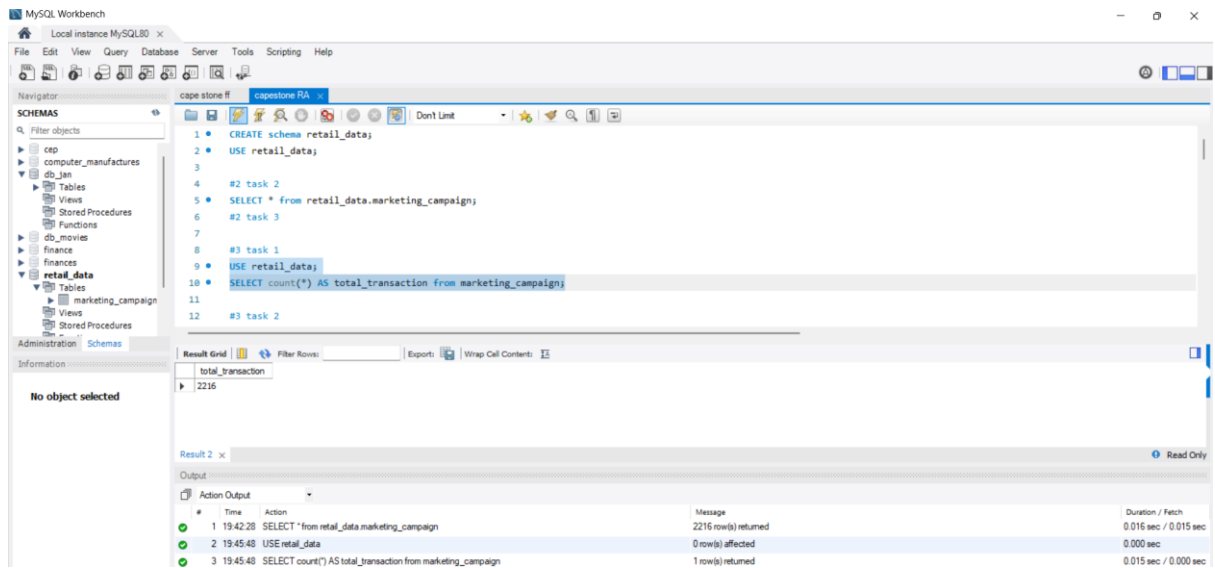 MySQL Workbench
Local instance MySQL80 ×
File Edit View Query Database Server Tools Scripting Help
Navigator
cape stone ff
capestone RA ×
SCHEMAS
Filter objects
Don't Limit
cep
computer_manufactures
db_jan
Tables
Views
Stored Procedures
Functions
db_movies
finance
finances
retail_data
Tables
marketing_campaign
Views
Stored Procedures
Administration Schemas
Information
No object selected
1 CREATE schema retail_data;
2 USE retail_data;
3
4 #2 task 2
5 SELECT * from retail_data.marketing_campaign;
6 #2 task 3
7
8 #3 task 1
9 USE retail_data;
10 SELECT count(*) AS total_transaction from marketing_campaign;
11
12 #3 task 2
Result Grid Filter Rows: Export: Wrap Cell Content:
total_transaction
2216
Result 2 ×
Read Only
Output
Action Output
# Time Action Message Duration / Fetch
1 19:42:28 SELECT * from retail_data.marketing_campaign 2216 row(s) returned 0.016 sec / 0.015 sec
2 19:45:48 USE retail_data 0 row(s) affected 0.000 sec
3 19:45:48 SELECT count(*) AS total_transaction from marketing_campaign 1 row(s) returned 0.015 sec / 0.000 sec